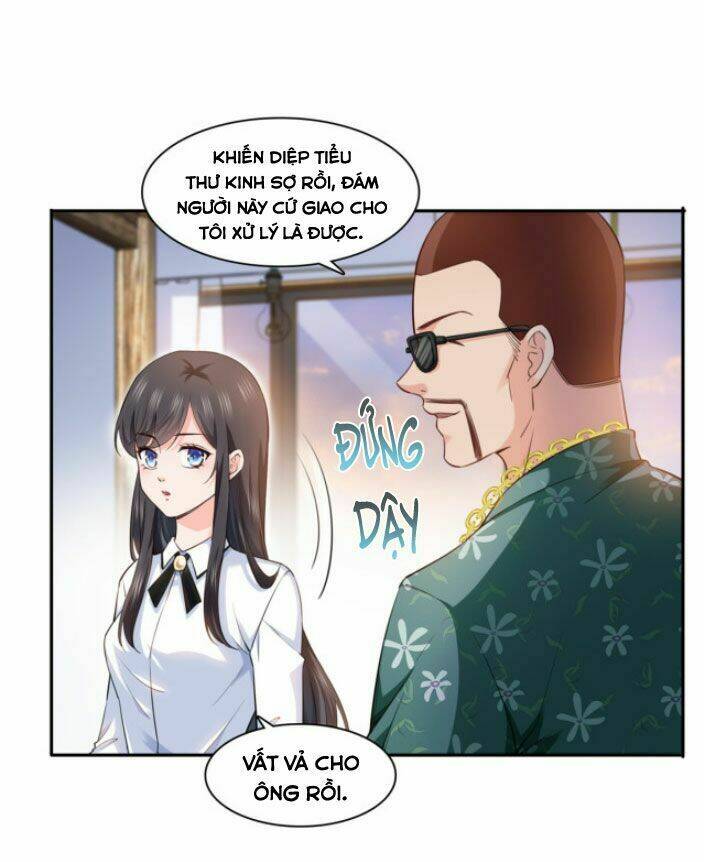 KHIẾN DIỆP TIỂU
THƯ KINH SỢ RỒI, ĐÁM
NGƯỜI NÀY CỨ GIAO CHO
TÔI XỬ LÝ LÀ ĐƯỢC.
ĐỨNG
DẬY
VẤT VẢ CHO
ÔNG RỒI.